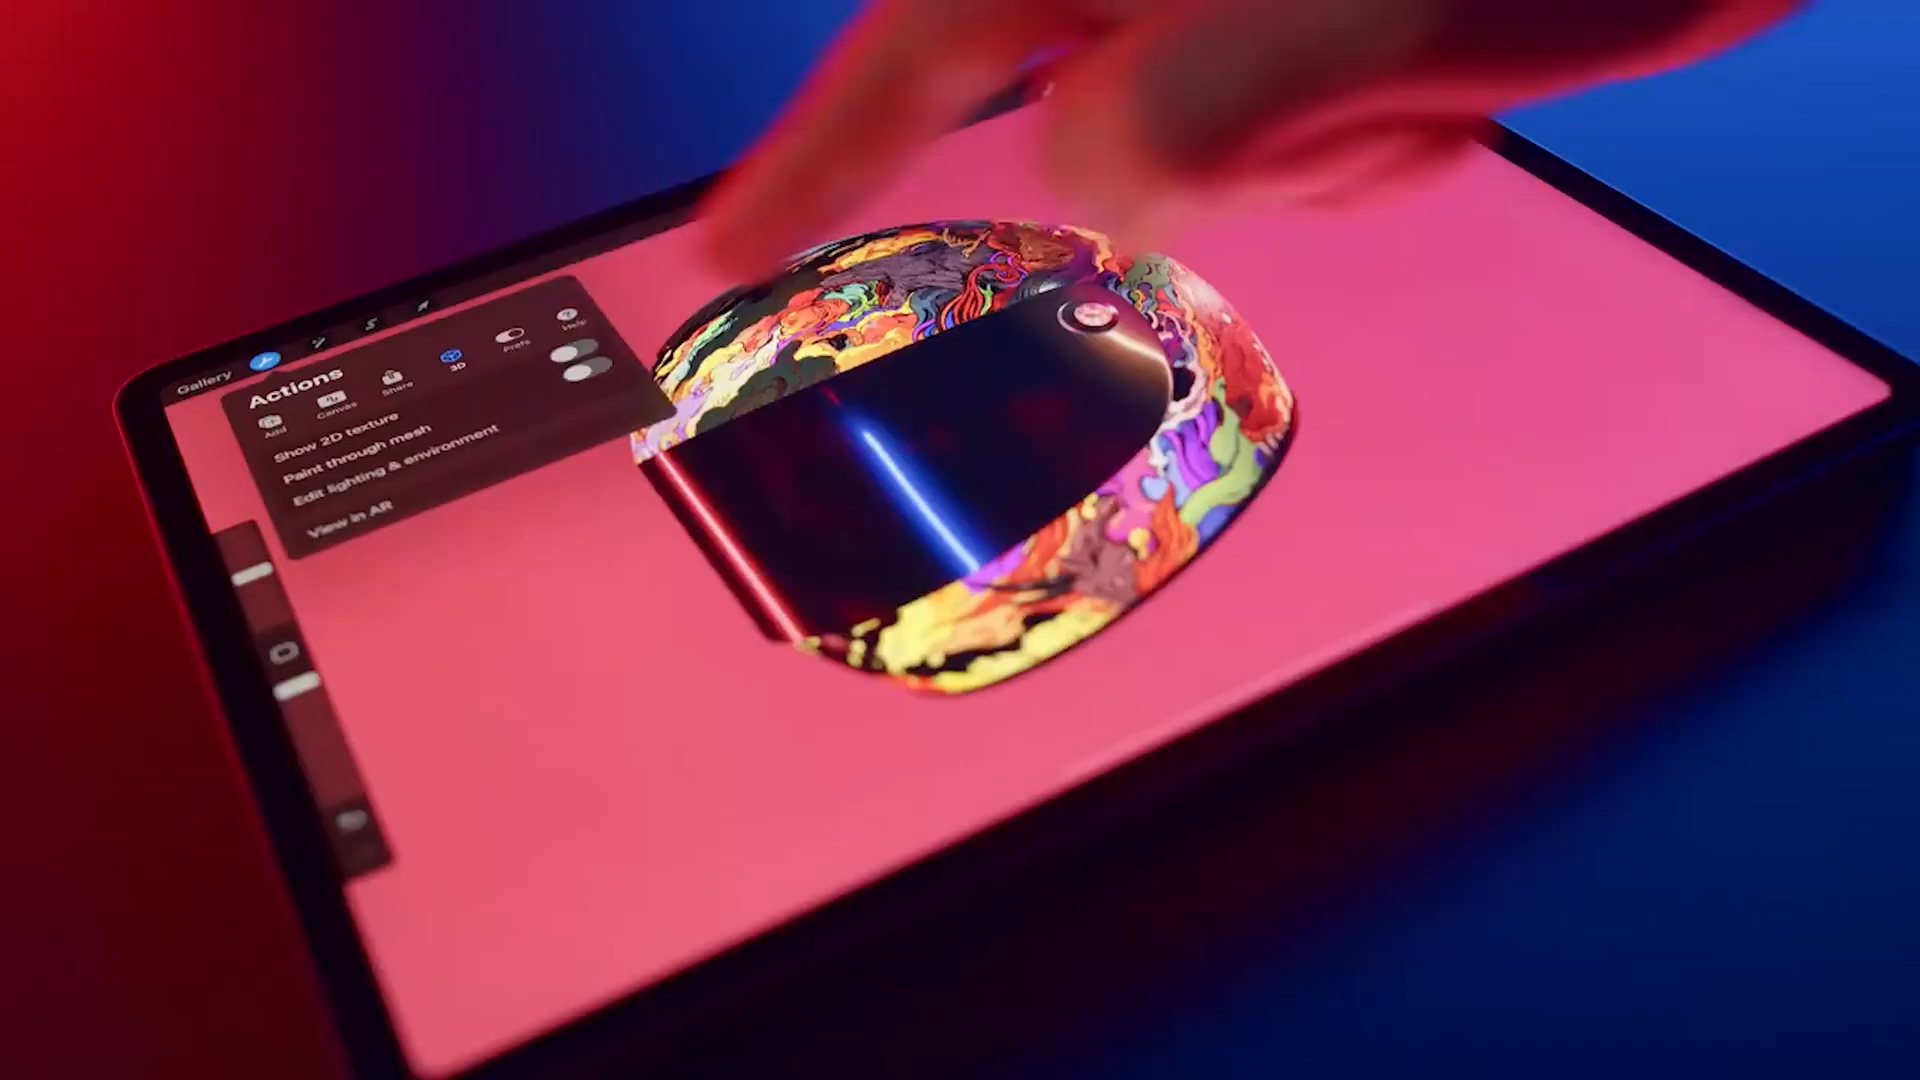 Gallery
Actions
Add
Canvas
Share
3D
Prefs
Help
Show 2D texture
Paint through mesh
Edit lighting & environment
View in AR